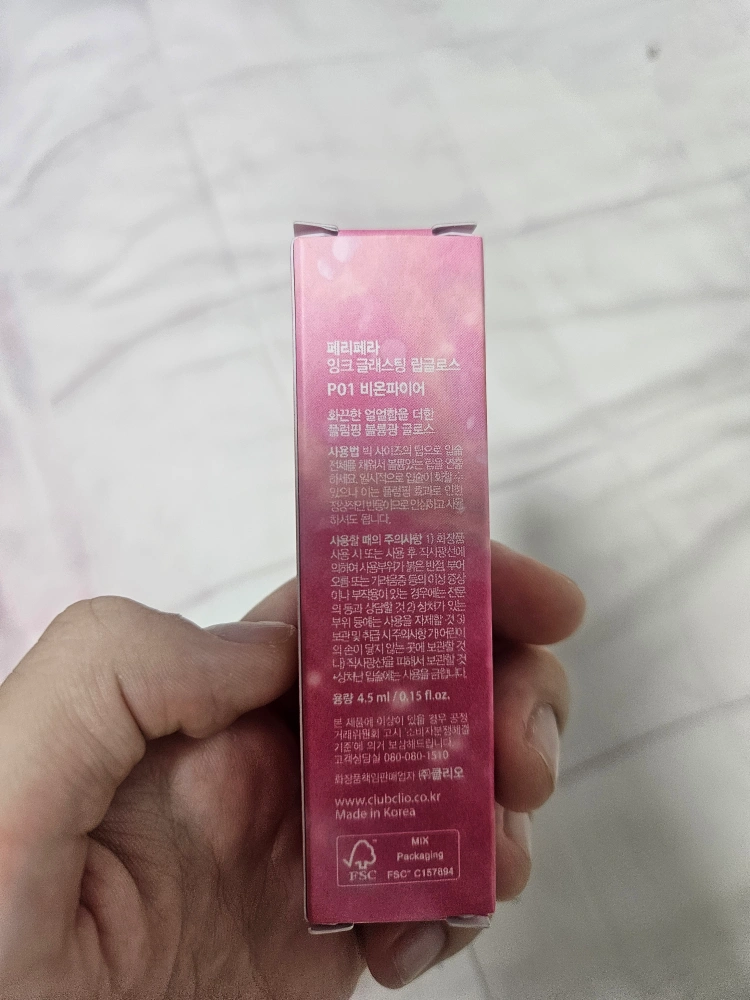 페리페라
잉크 글래스팅 립글로스
P01 비온파이어
화끈한 얼얼함을 더한
플럼핑 볼륨광 글로스
사용법 빅 사이즈의 팁으로 입술
전체를 채워서 볼륨있는 립을 연출
하세요. 일시적으로 입술이 화할 수
있으나 이는 플럼핑 효과로 인한
정상적인 반응이므로 안심하고 사용
하셔도 됩니다.
사용할 때의 주의사항 1) 화장품
사용 시 또는 사용 후 직사광선에
의하여 사용부위가 붉은 반점, 부어
오름 또는 가려움증 등의 이상 증상
이나 부작용이 있는 경우에는 전문
의 등과 상담할 것 2) 상처가 있는
부위 등에는 사용을 자제할 것 3)
보관 및 취급 시 주의사항 가) 어린이
의 손이 닿지 않는 곳에 보관할 것
나) 직사광선을 피해서 보관할 것
*상처난 입술에는 사용을 금합니다.
용량 4.5 ml / 0.15 fl.oz.
본 제품에 이상이 있을 경우 공정
거래위원회 고시 '소비자분쟁해결
기준'에 의거 보상해드립니다.
고객상담실 080-080-1510
화장품책임판매업자 (주)클리오
www.clubclio.co.kr
Made in Korea
FSC™
MIX
Packaging
FSC™ C157894